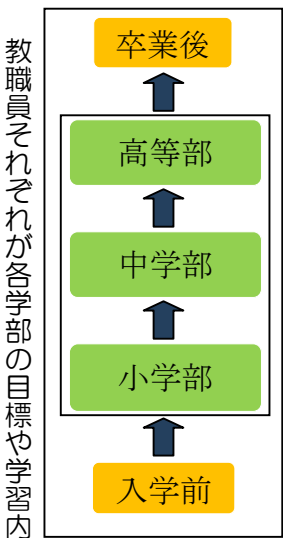 教職員それぞれが各学部の目標や学習内
卒業後
高等部
中学部
小学部
入学前